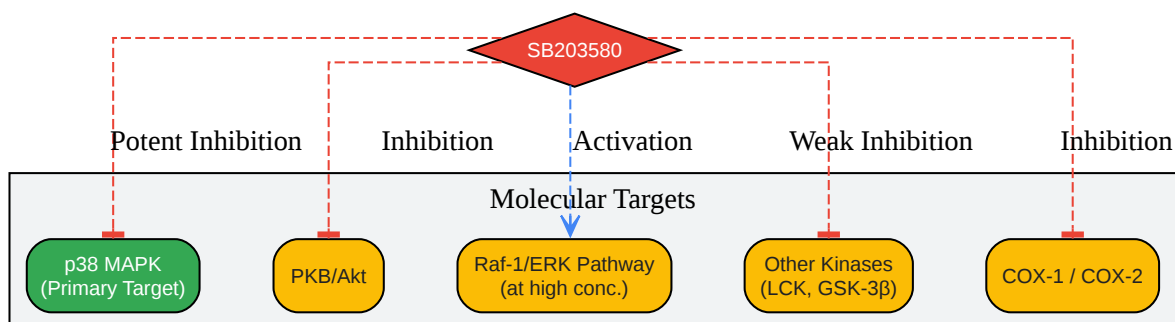 SB203580
Potent Inhibition
Inhibition
Activation
Weak Inhibition
Inhibition
Molecular Targets
p38 MAPK
(Primary Target)
PKB/Akt
Raf-1/ERK Pathway
(at high conc.)
Other Kinases
(LCK, GSK-3β)
COX-1 / COX-2